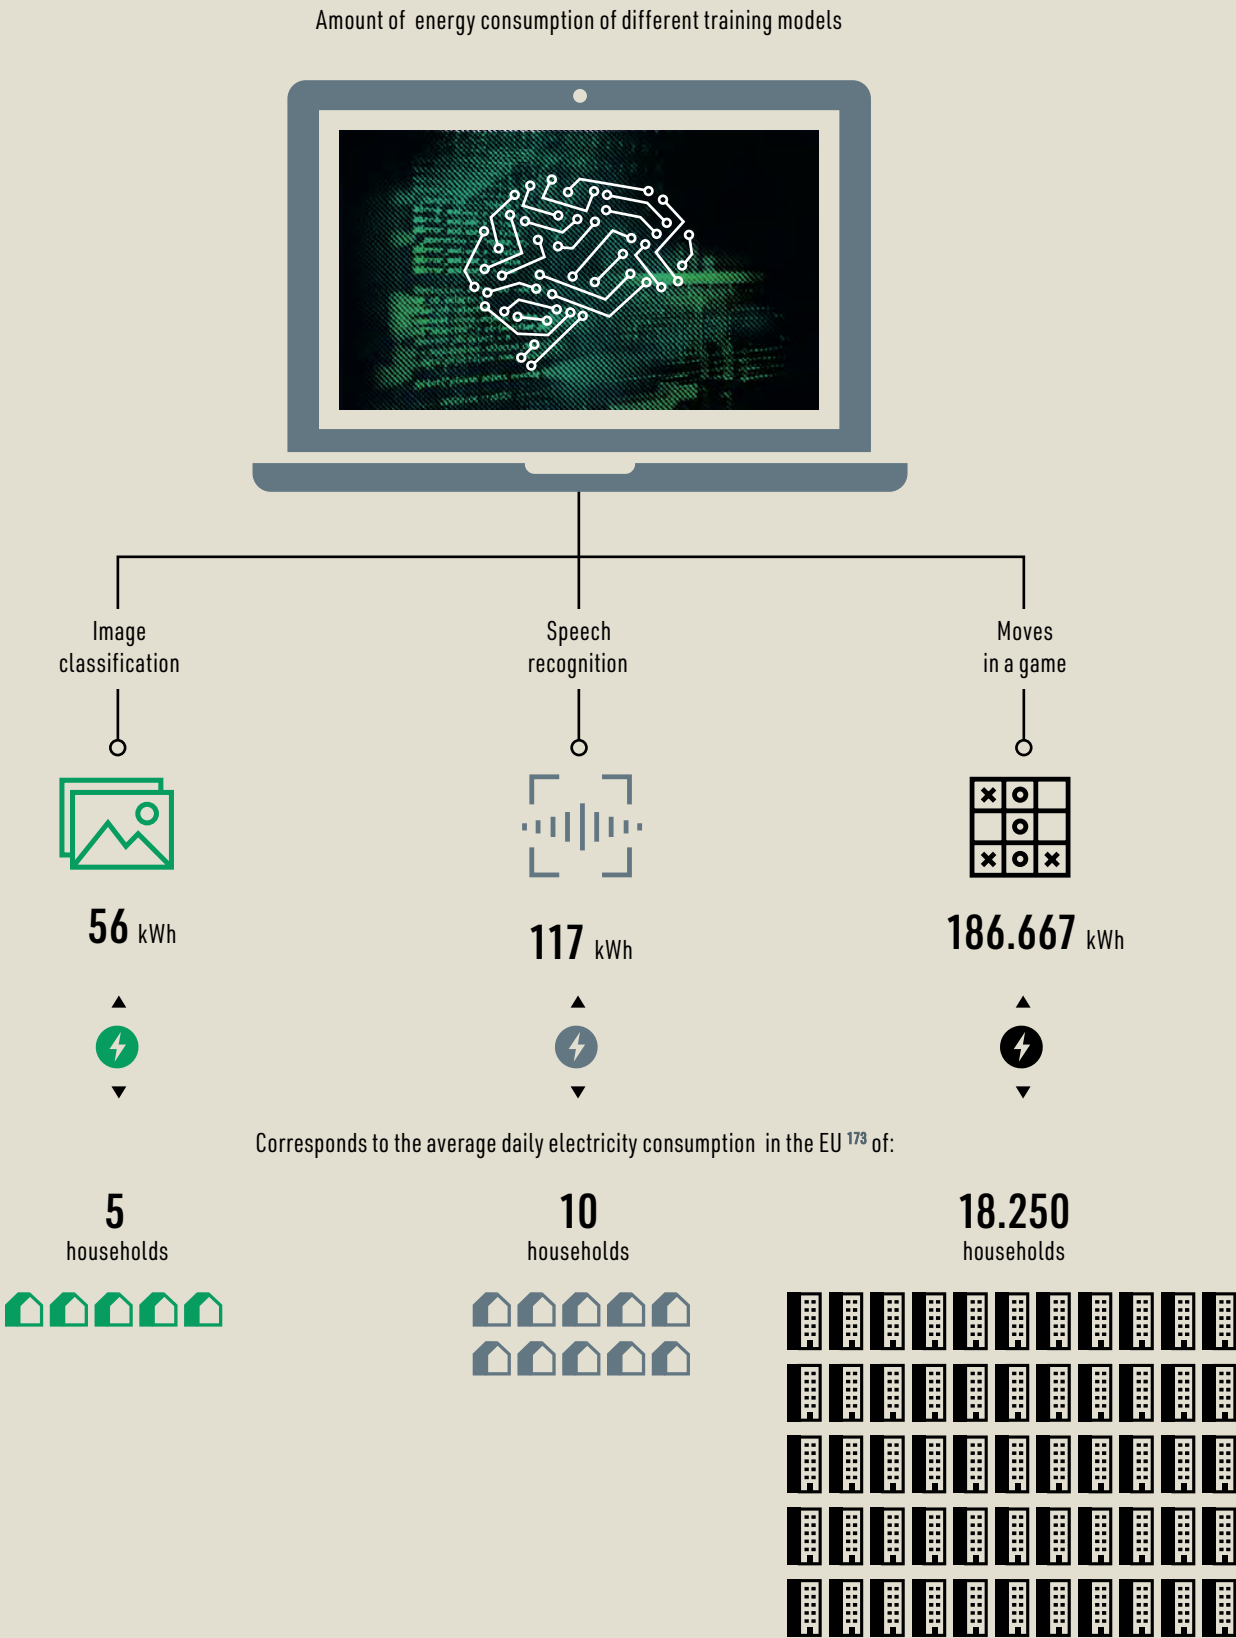 Amount of energy consumption of different training models
Image
classification
Speech
recognition
Moves
in a game
56 kWh
117 kWh
186.667 kWh
Corresponds to the average daily electricity consumption in the EU 173 of:
5
households
10
households
18.250
households